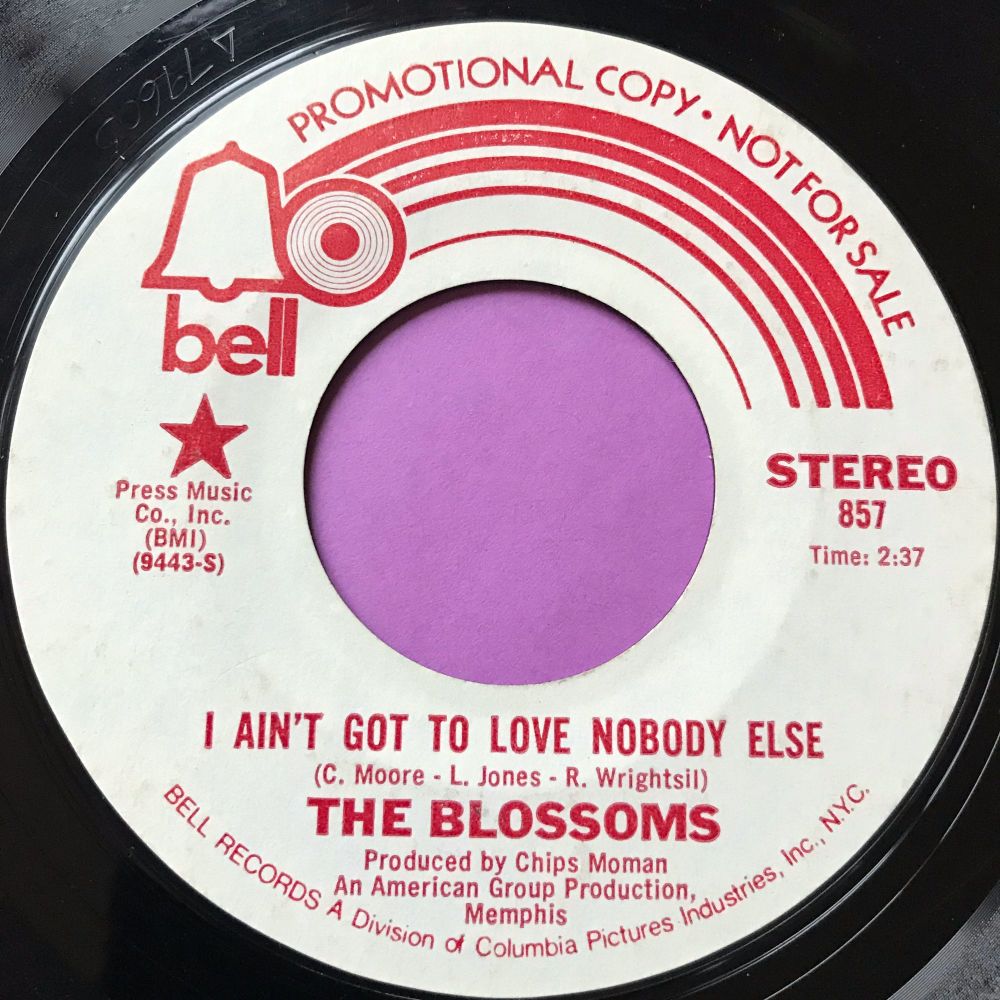 PROMOTIONAL COPY • NOT FOR SALE
bell
Press Music
Co., Inc.
(BMI)
(9443-S)
STEREO
857
Time: 2:37
I AIN'T GOT TO LOVE NOBODY ELSE
(C. Moore - L. Jones - R. Wrightsil)
THE BLOSSOMS
Produced by Chips Moman
An American Group Production,
Memphis
BELL RECORDS A Division of Columbia Pictures Industries, Inc., N.Y.C.